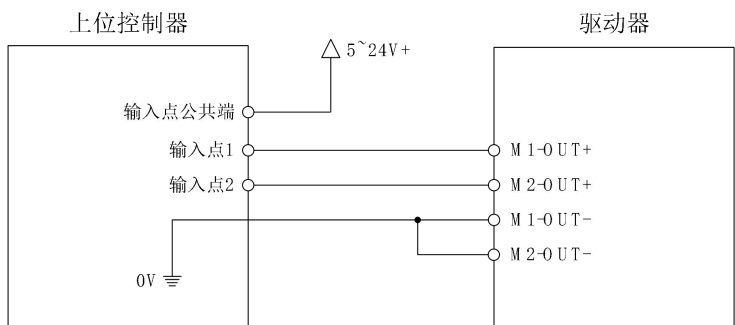 上位控制器
驱动器
5~24V+
输入点公共端
输入点1
M1-OUT+
输入点2
M2-OUT+
M1-OUT-
M2-OUT-
0V